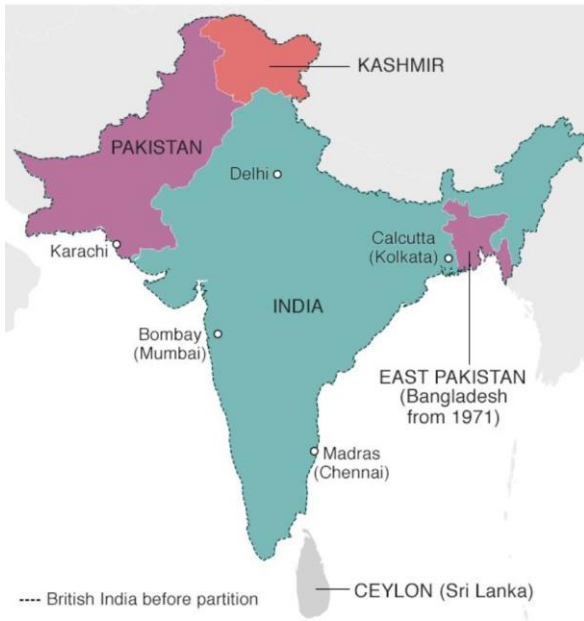 KASHMIR
PAKISTAN
Delhi
Karachi
Calcutta
(Kolkata)
INDIA
Bombay
(Mumbai)
EAST PAKISTAN
(Bangladesh
from 1971)
Madras
(Chennai)
CEYLON (Sri Lanka)
---- British India before partition